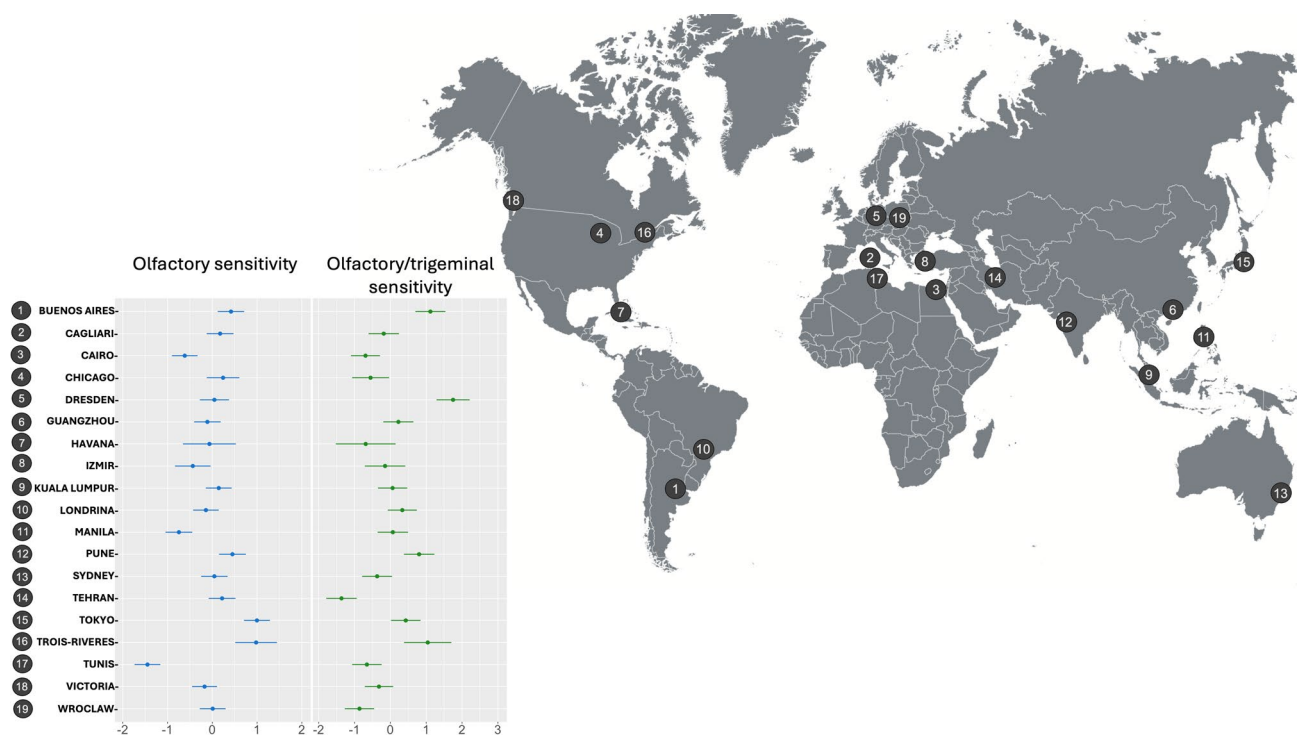 Olfactory sensitivity
Olfactory/trigeminal
sensitivity
1 BUENOS AIRES-
2 CAGLIARI-
3 CAIRO-
4 CHICAGO-
5 DRESDEN-
6 GUANGZHOU-
7 HAVANA-
8 IZMIR-
9 KUALA LUMPUR-
10 LONDRINA-
11 MANILA-
12 PUNE-
13 SYDNEY-
14 TEHRAN-
15 TOKYO-
16 TROIS-RIVERES-
17 TUNIS-
18 VICTORIA-
19 WROCLAW-
-2 -1 0 1 2
-2 -1 0 1 2 3
18
4
16
7
10
1
5
19
2
8
17
3
14
15
6
12
11
9
13